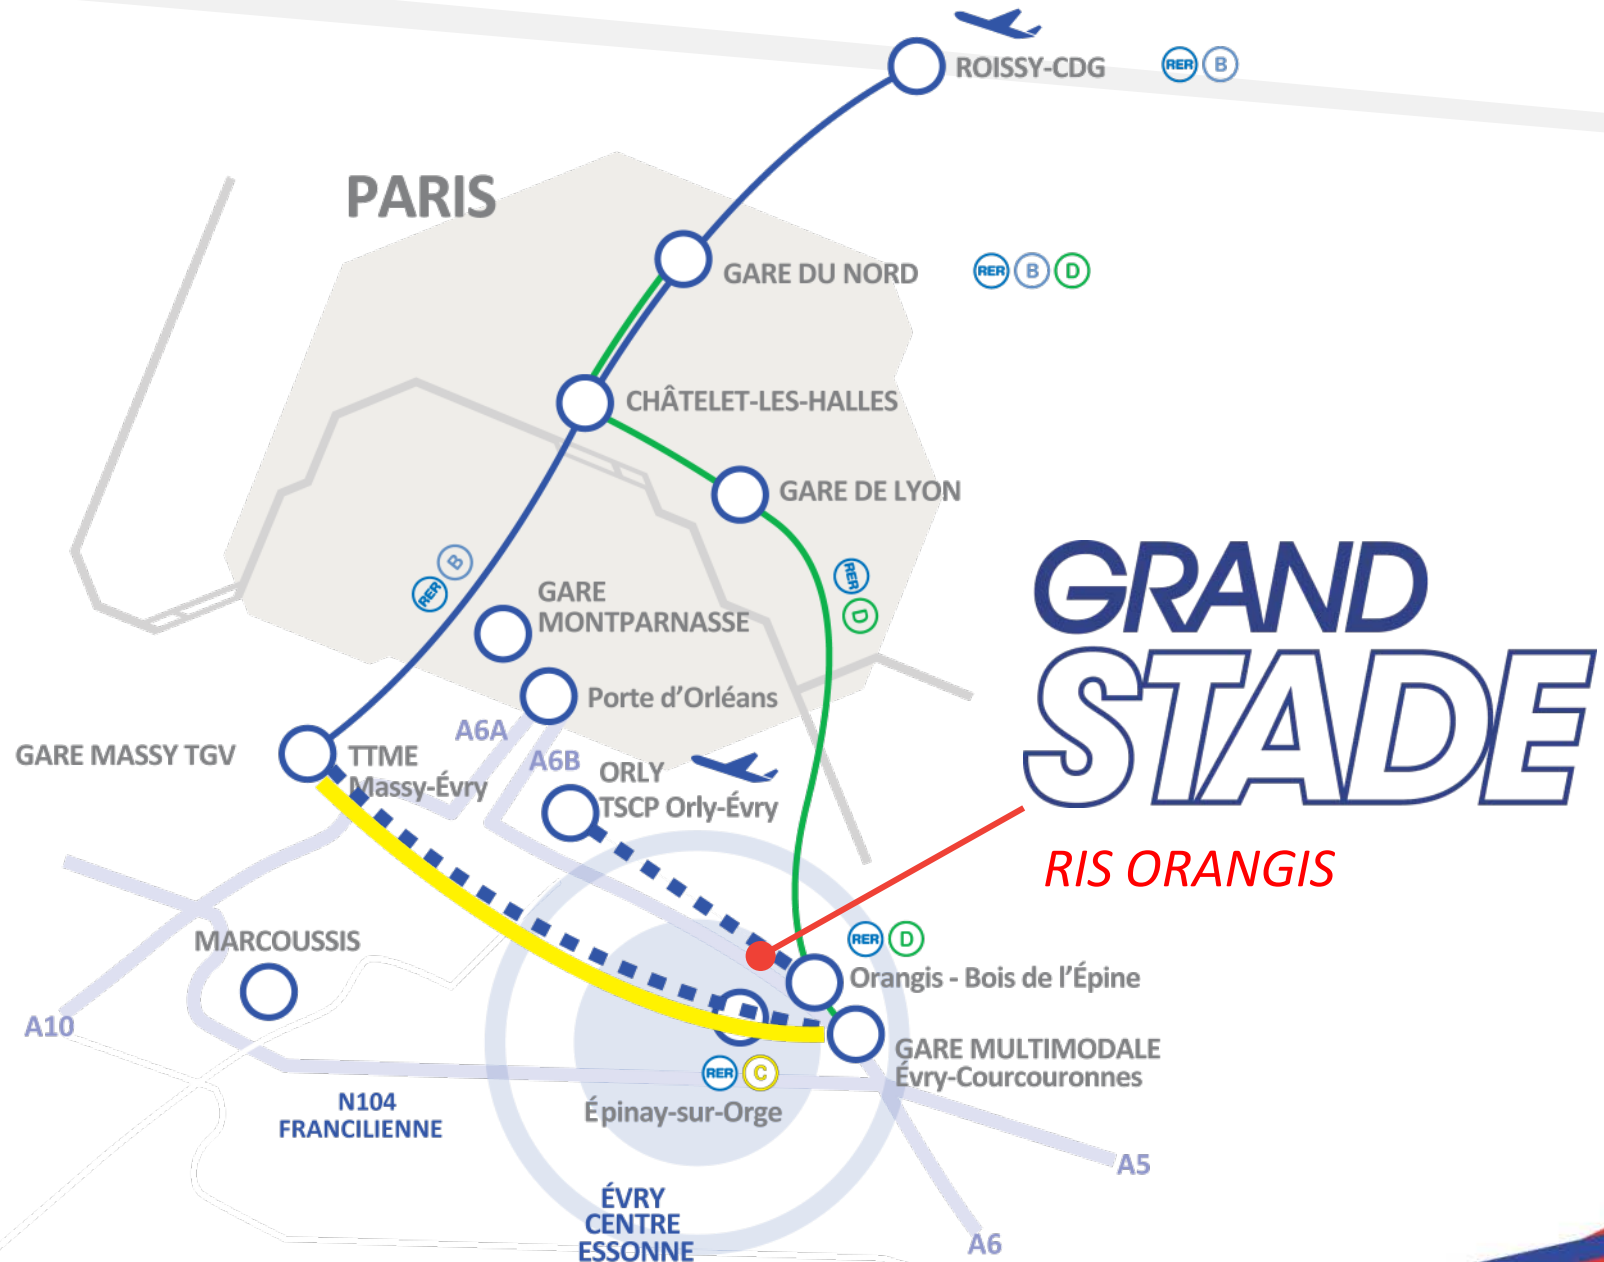 ROISSY-CDG
RER B
PARIS
GARE DU NORD
RER B D
CHÂTELET-LES-HALLES
GARE DE LYON
RER B
RER D
GARE
MONTPARNASSE
Porte d'Orléans
A6A
A6B
GARE MASSY TGV
TTME
Massy-Évry
ORLY
TSCP Orly-Évry
GRAND
STADE
RIS ORANGIS
MARCOUSSIS
RER D
Orangis - Bois de l'Épine
A10
GARE MULTIMODALE
Évry-Courcouronnes
RER C
Épinay-sur-Orge
N104
FRANCILIENNE
A5
ÉVRY
CENTRE
ESSONNE
A6